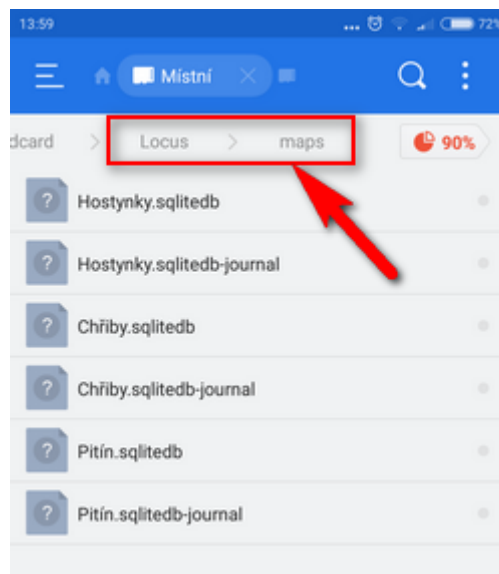 13:59 ... 72%
Místní
dcard > Locus > maps 90%
? Hostynky.sqlitedb
? Hostynky.sqlitedb-journal
? Chřiby.sqlitedb
? Chřiby.sqlitedb-journal
? Pitín.sqlitedb
? Pitín.sqlitedb-journal